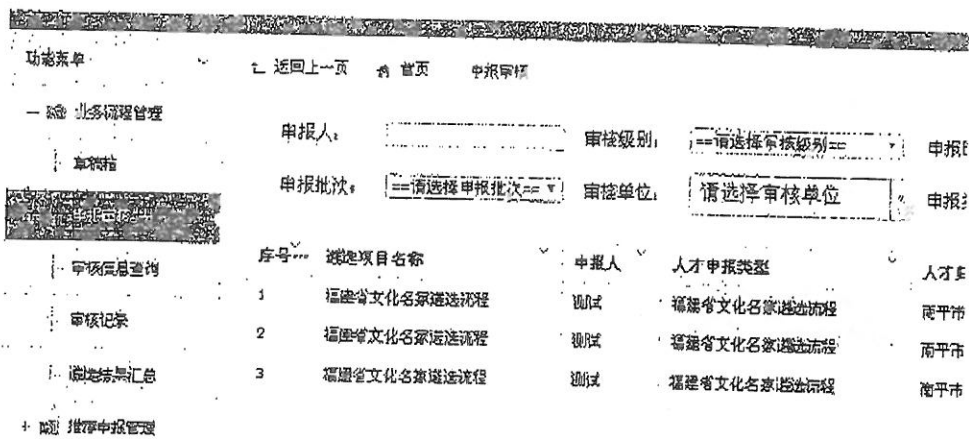 功能菜单
返回上一页 首页 申报审核
业务流程管理
申报人：
审核级别：
==请选择审核级别==
申报
草稿箱
申报批次：
==请选择申报批次==
审核单位：
请选择审核单位
申报
序号 遴选项目名称 申报人 人才申报类型 人才
审核信息查询
1 福建省文化名家遴选流程 测试 福建省文化名家遴选流程 南平市
审核记录
2 福建省文化名家遴选流程 测试 福建省文化名家遴选流程 南平市
遴选结果汇总
3 福建省文化名家遴选流程 测试 福建省文化名家遴选流程 南平市
推荐申报管理